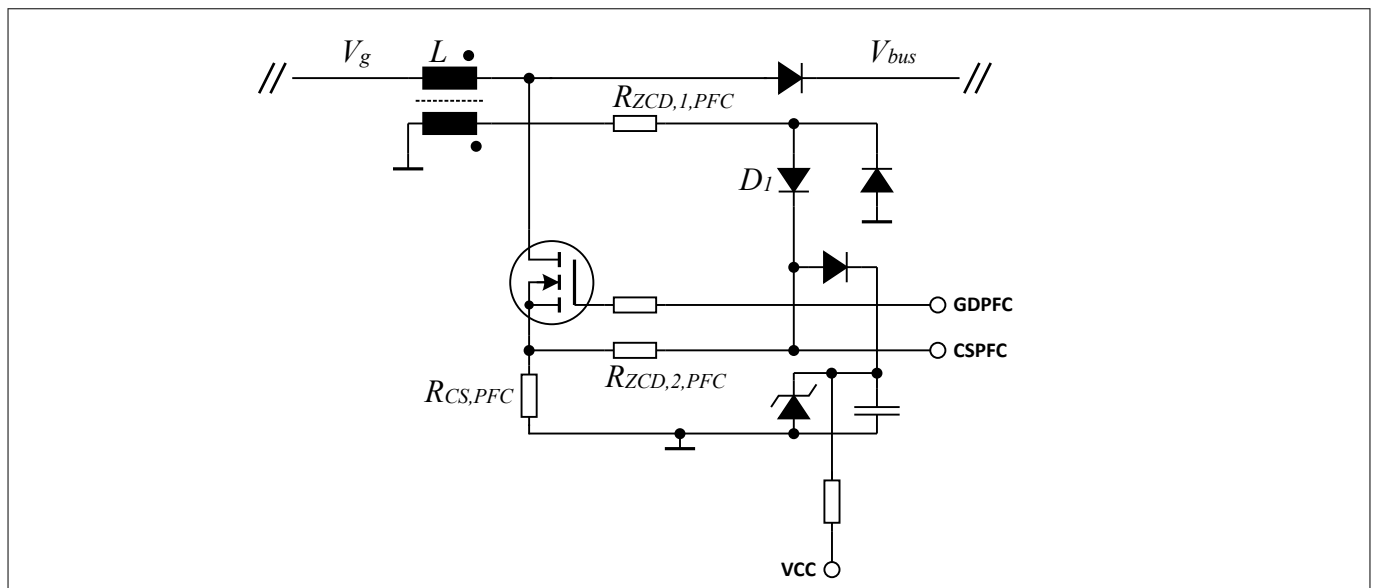 Vg L Vbus
RZCD,1,PFC
D1
GDPFC
CSPFC
RZCD,2,PFC
RCS,PFC
VCC